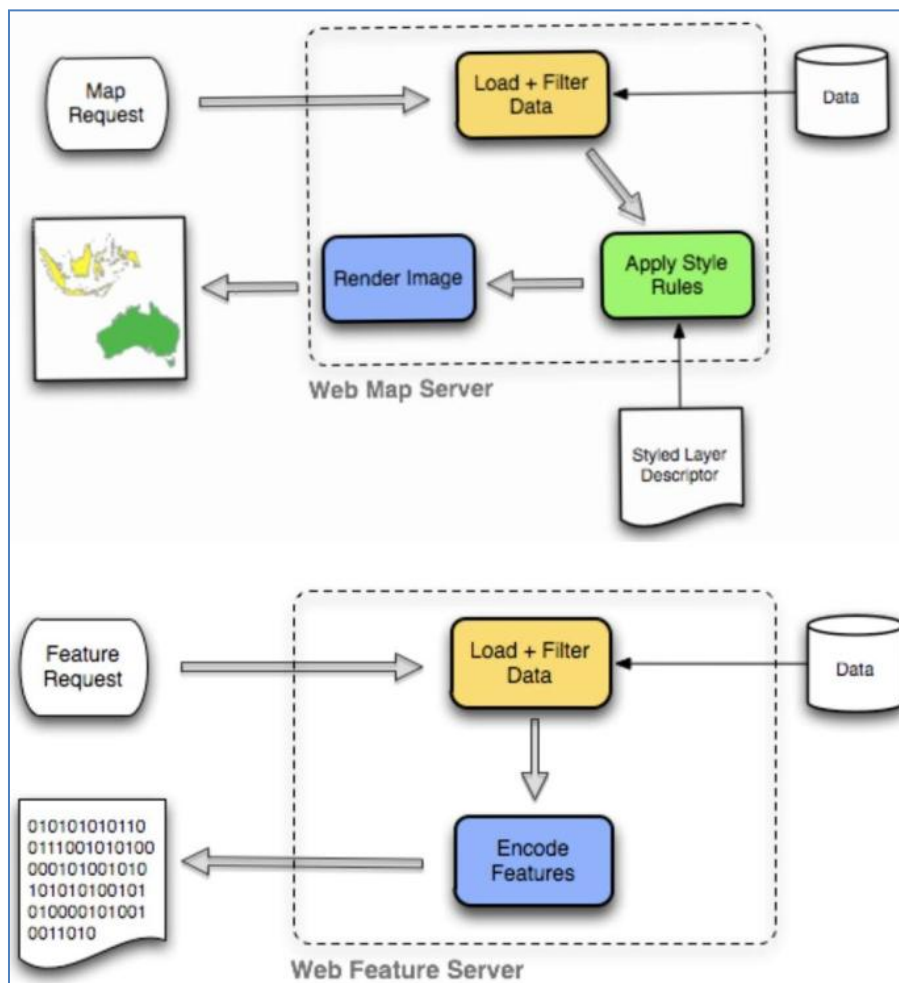 Map
Request
Load + Filter
Data
Data
Render Image
Apply Style
Rules
Web Map Server
Styled Layer
Descriptor
Feature
Request
Load + Filter
Data
Data
010101010110
0111001010100
000101001010
101010100101
010000101001
0011010
Encode
Features
Web Feature Server